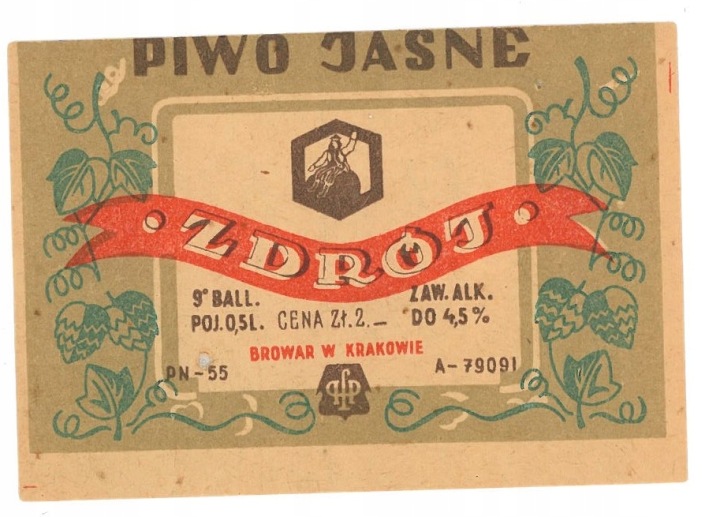 PIWO JASNE
ZDRÓJ
9° BALL.
POJ. 0,5L.
CENA ZŁ. 2.—
ZAW. ALK.
DO 4,5%
BROWAR W KRAKOWIE
PN-55
A-79091